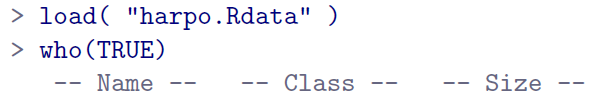 > load( "harpo.Rdata" )
> who(TRUE)
-- Name -- -- Class -- -- Size --